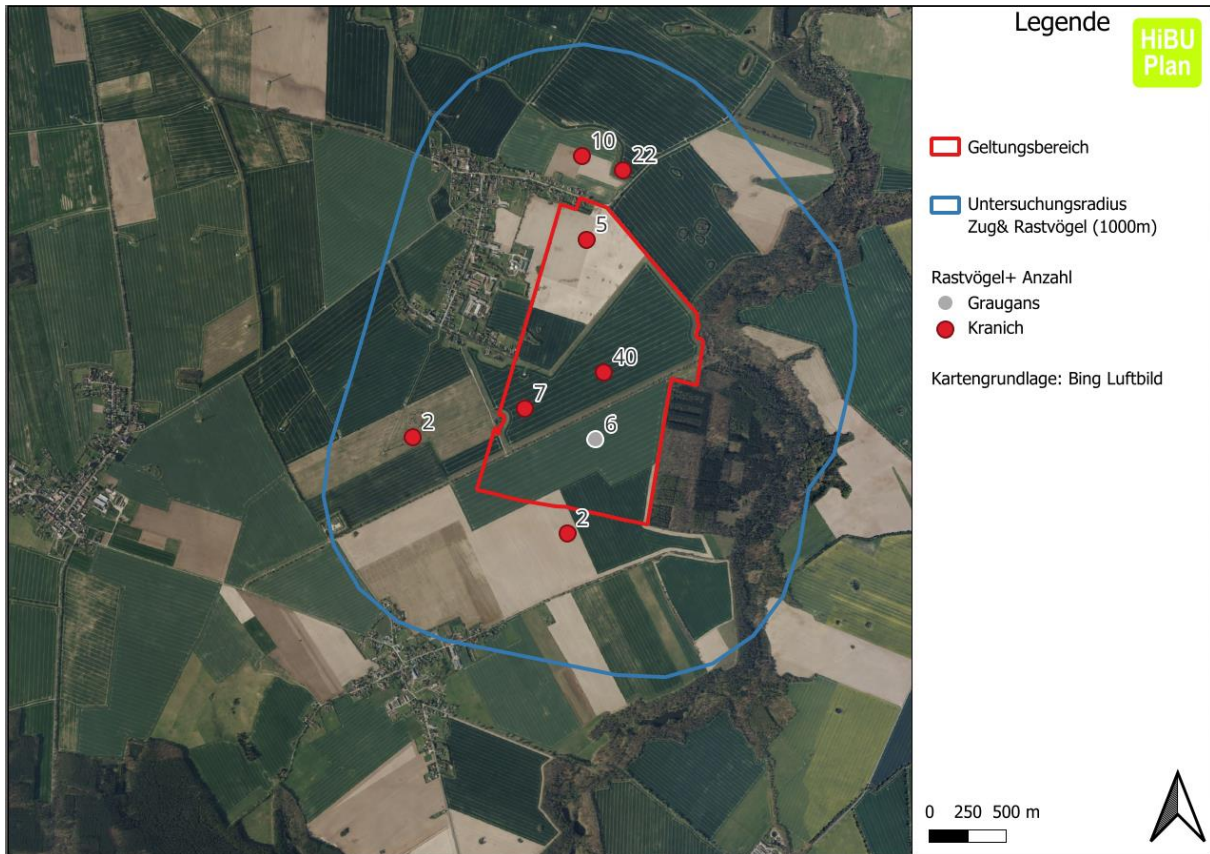 Legende
HiBU
Plan
Geltungsbereich
Untersuchungsradius
Zug& Rastvögel (1000m)
Rastvögel+ Anzahl
Graugans
Kranich
Kartengrundlage: Bing Luftbild
0 250 500 m
10
22
5
40
7
2
6
2